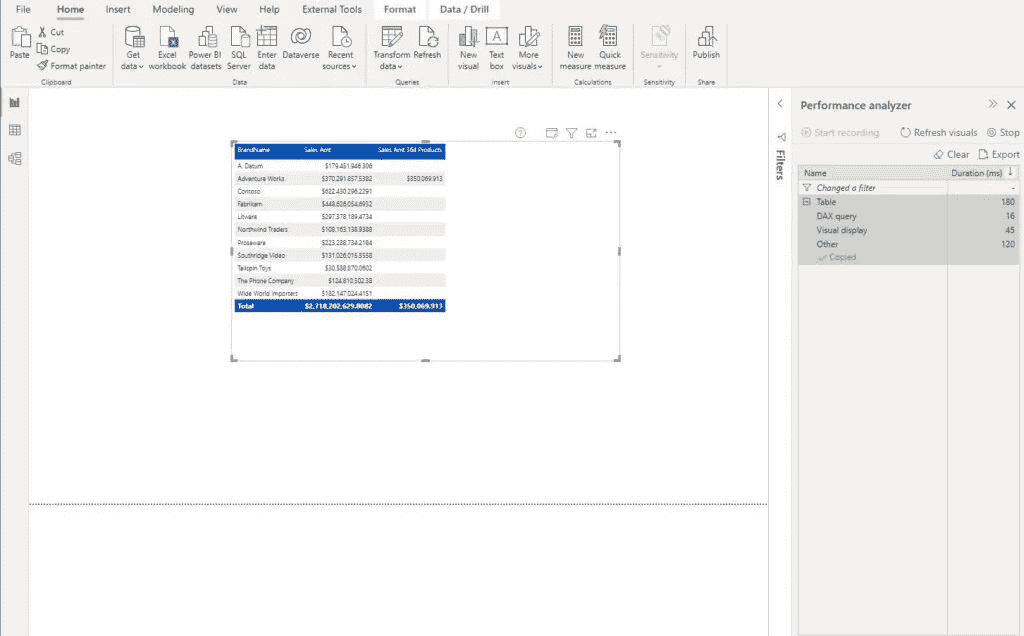 File Home Insert Modeling View Help External Tools Format Data / Drill
Paste
Cut
Copy
Format painter
Clipboard
Get data
Excel workbook
Power BI datasets
SQL Server
Enter data
Dataverse
Recent sources
Data
Transform data
Refresh
Queries
New visual
Text box
More visuals
Insert
New measure
Quick measure
Calculations
Sensitivity
Sensitivity
Publish
Share
BrandName Sales Amt Sales Amt 36d Products
A. Datum $179,451,946.306
Adventure Works $370,291,857.5382 $350,069.913
Contoso $622,430,296.2291
Fabrikam $448,626,054.6932
Litware $297,378,189.4734
Northwind Traders $108,163,138.9388
Proseware $223,288,734.2184
Southridge Video $131,026,015.5558
Tailspin Toys $30,588,870.0602
The Phone Company $124,810,502.38
Wide World Importers $182,147,024.4151
Total $2,718,202,629.8082 $350,069.913
Filters
Performance analyzer
Start recording Refresh visuals Stop
Clear Export
Name Duration (ms)
Changed a filter -
Table 180
DAX query 16
Visual display 45
Other 120
Copied